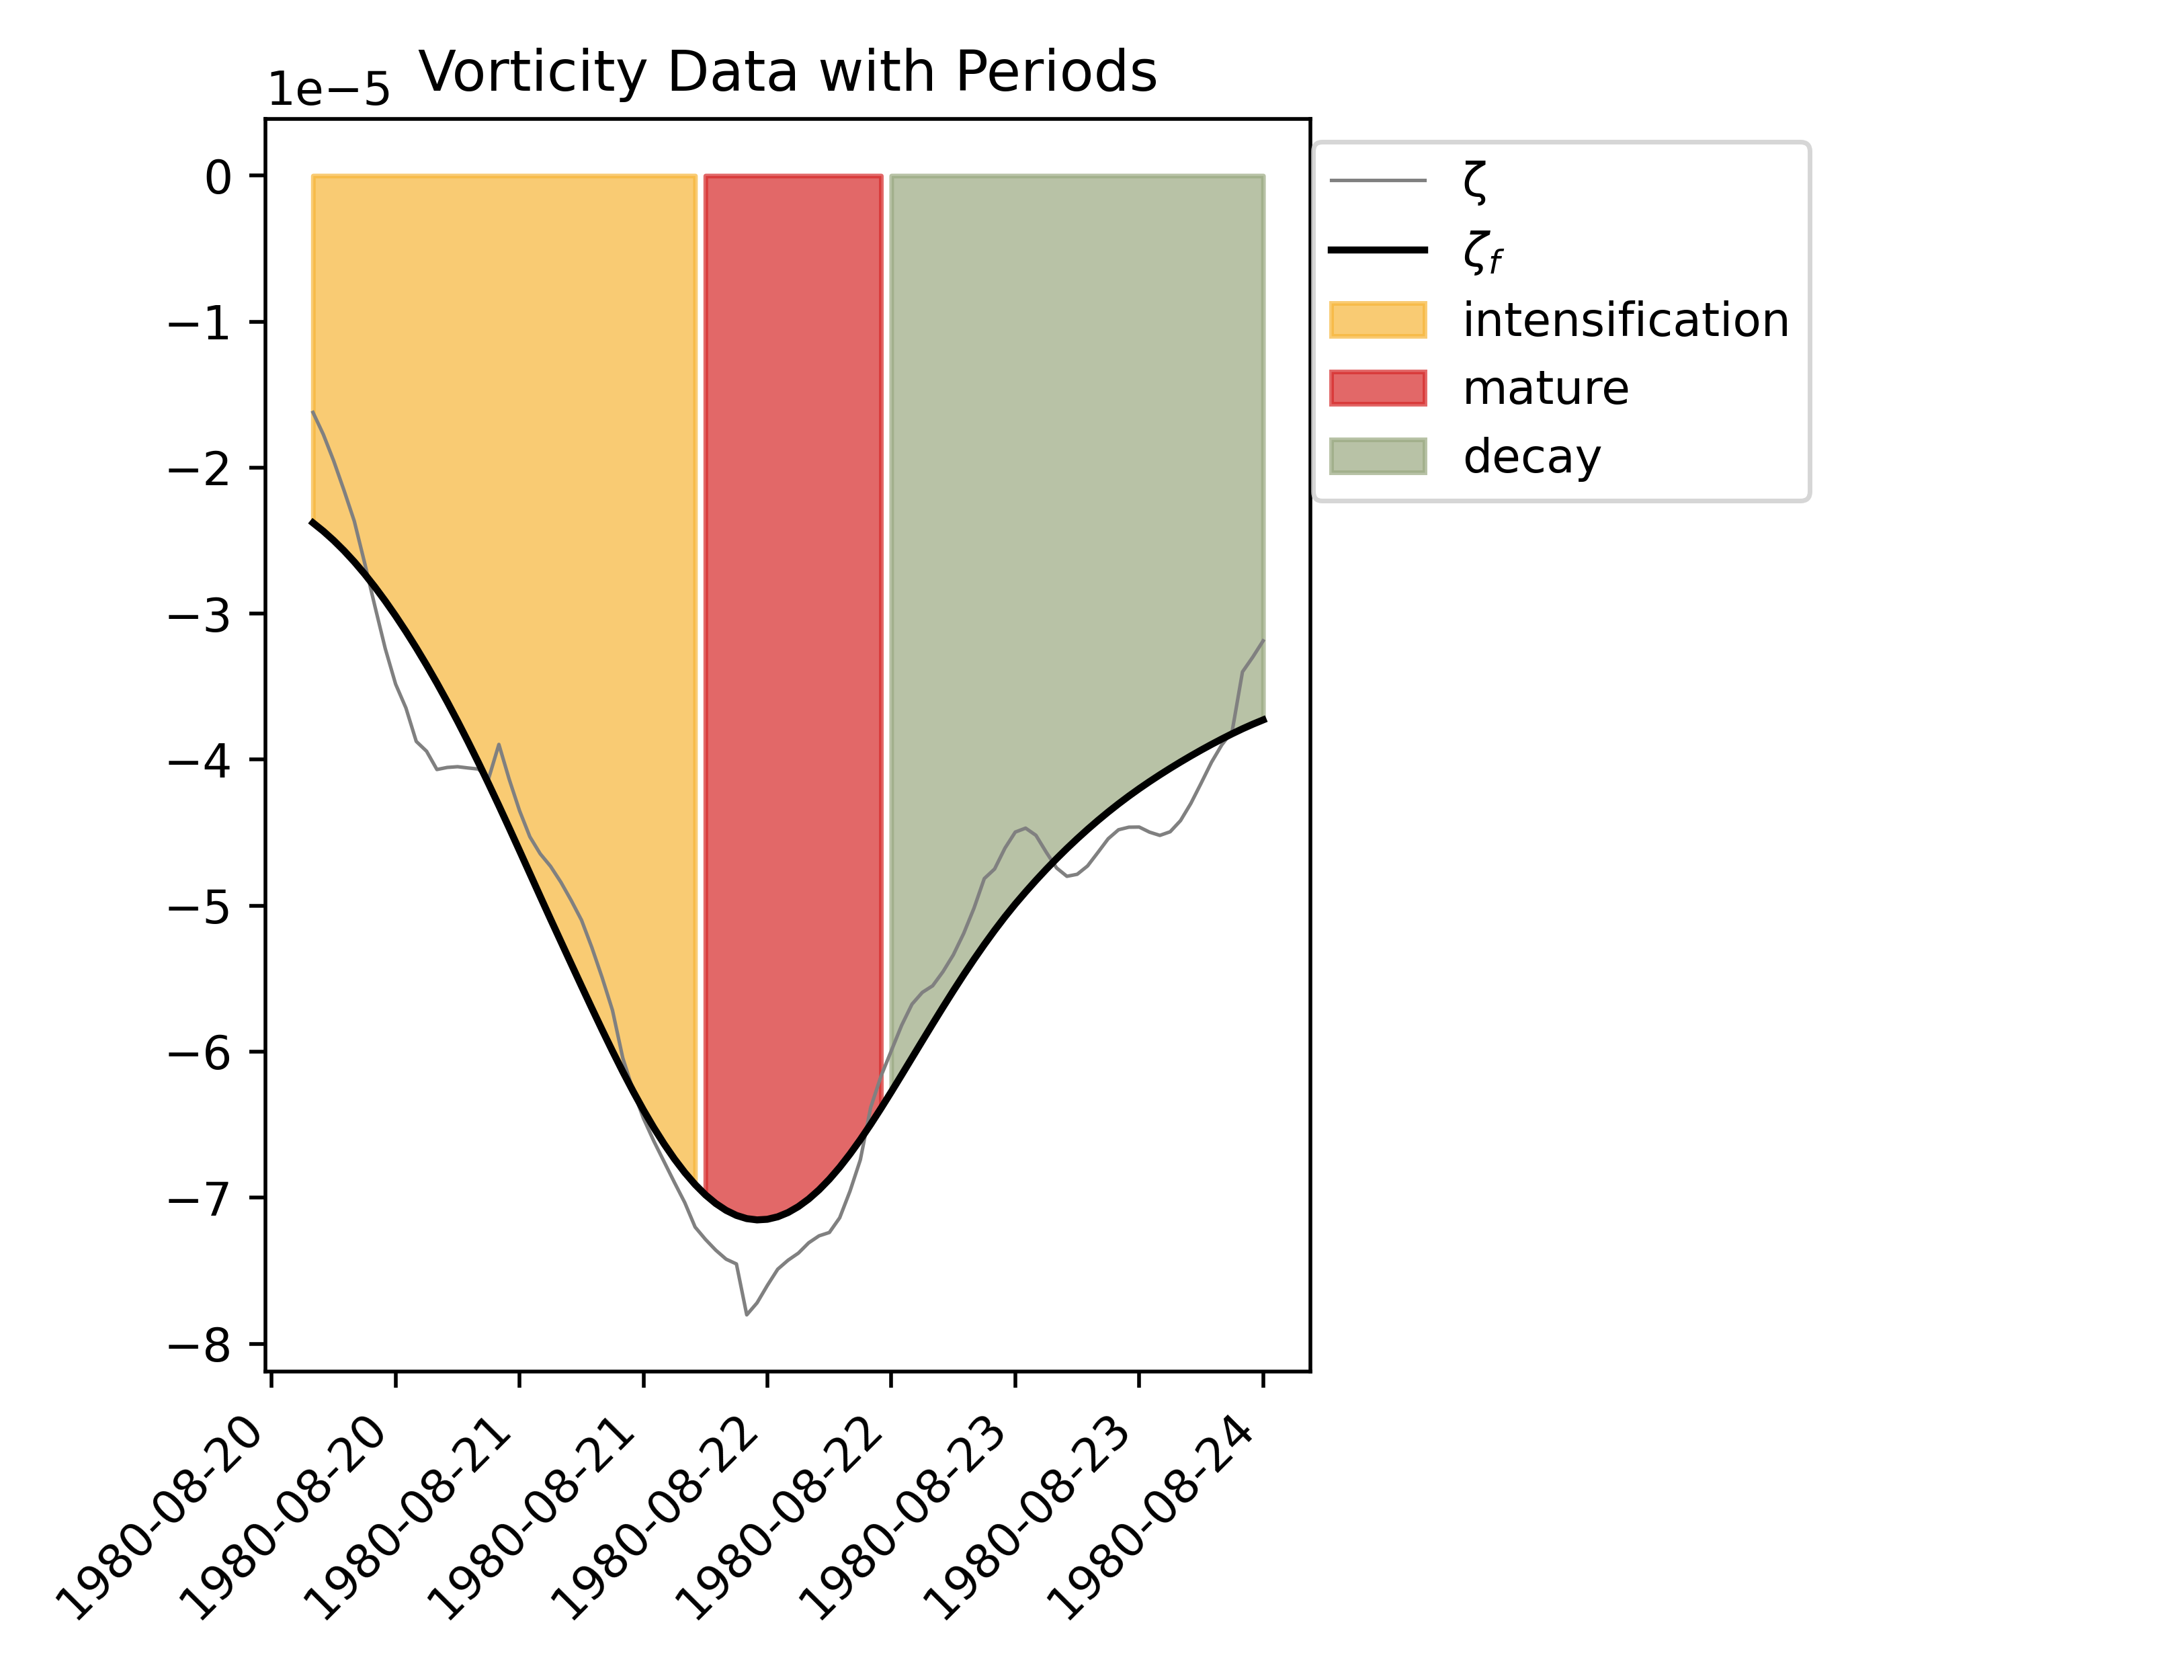 Vorticity Data with Periods
1e−5
0
−1
−2
−3
−4
−5
−6
−7
−8
1980-08-20
1980-08-20
1980-08-21
1980-08-21
1980-08-22
1980-08-22
1980-08-23
1980-08-23
1980-08-24
ζ
ζf
intensification
mature
decay